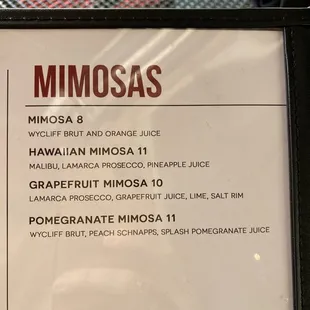 MIMOSAS
MIMOSA 8
WYCLIFF BRUT AND ORANGE JUICE
HAWAIIAN MIMOSA 11
MALIBU, LAMARCA PROSECCO, PINEAPPLE JUICE
GRAPEFRUIT MIMOSA 10
LAMARCA PROSECCO, GRAPEFRUIT JUICE, LIME, SALT RIM
POMEGRANATE MIMOSA 11
WYCLIFF BRUT, PEACH SCHNAPPS, SPLASH POMEGRANATE JUICE